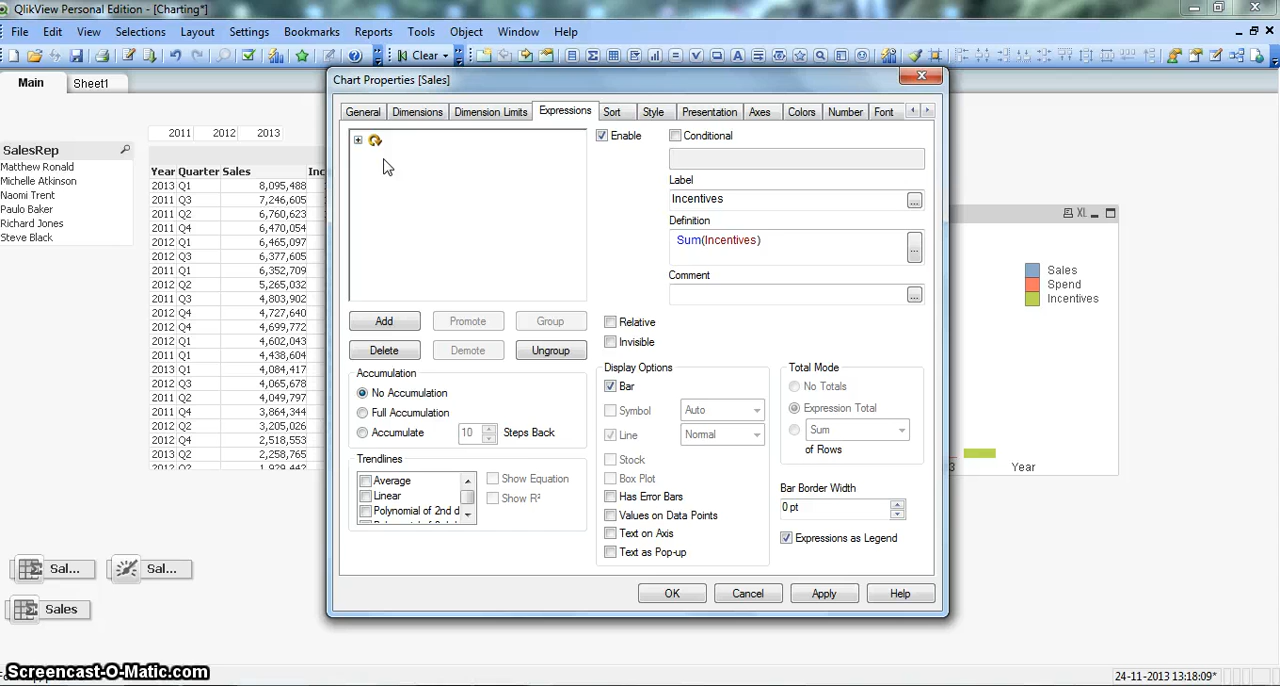 QlikView Personal Edition - [Charting*]
File Edit View Selections Layout Settings Bookmarks Reports Tools Object Window Help
Clear
Main Sheet1
Chart Properties [Sales]
General Dimensions Dimension Limits Expressions Sort Style Presentation Axes Colors Number Font
2011 2012 2013
SalesRep
Matthew Ronald
Michelle Atkinson
Naomi Trent
Paulo Baker
Richard Jones
Steve Black
Year Quarter Sales Inc
2013 Q1 8,095,488
2011 Q3 7,246,605
2011 Q2 6,760,623
2011 Q4 6,470,054
2012 Q1 6,465,097
2012 Q3 6,377,605
2011 Q1 6,352,709
2012 Q2 5,265,032
2012 Q3 4,803,902
2012 Q4 4,727,640
2012 Q4 4,699,772
2012 Q1 4,602,043
2011 Q1 4,438,604
2013 Q1 4,084,417
2011 Q3 4,065,678
2012 Q2 4,049,797
2011 Q4 3,864,344
2012 Q2 3,205,026
2012 Q4 2,518,553
Enable
Conditional
Label
Incentives
...
Definition
Sum(Incentives)
...
Comment
...
Add Promote Group
Delete Demote Ungroup
Accumulation
No Accumulation
Full Accumulation
Accumulate 10 Steps Back
Trendlines
Average
Linear
Polynomial of 2nd d
Show Equation
Show R²
Relative
Invisible
Display Options
Bar
Symbol Auto
Line Normal
Stock
Box Plot
Has Error Bars
Values on Data Points
Text on Axis
Text as Pop-up
Total Mode
No Totals
Expression Total
Sum
of Rows
Bar Border Width
0 pt
Expressions as Legend
OK Cancel Apply Help
XL
Sales
Spend
Incentives
Year
Sal... Sal...
Sales
Screencast-O-Matic.com
24-11-2013 13:18:09*